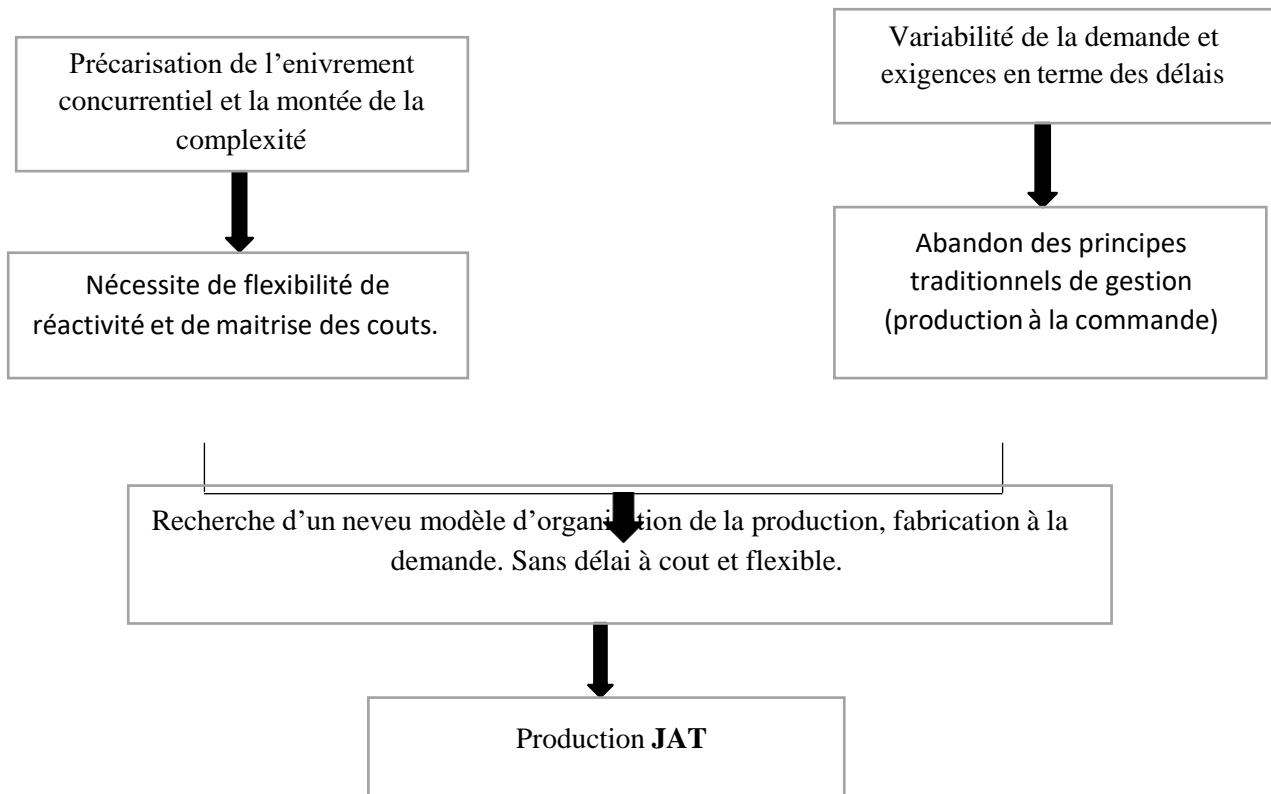 Précarisation de l'enivrement
concurrentiel et la montée de la
complexité
Variabilité de la demande et
exigences en terme des délais
Nécessite de flexibilité de
réactivité et de maitrise des couts.
Abandon des principes
traditionnels de gestion
(production à la commande)
Recherche d'un neveu modèle d'organisation de la production, fabrication à la
demande. Sans délai à cout et flexible.
Production JAT